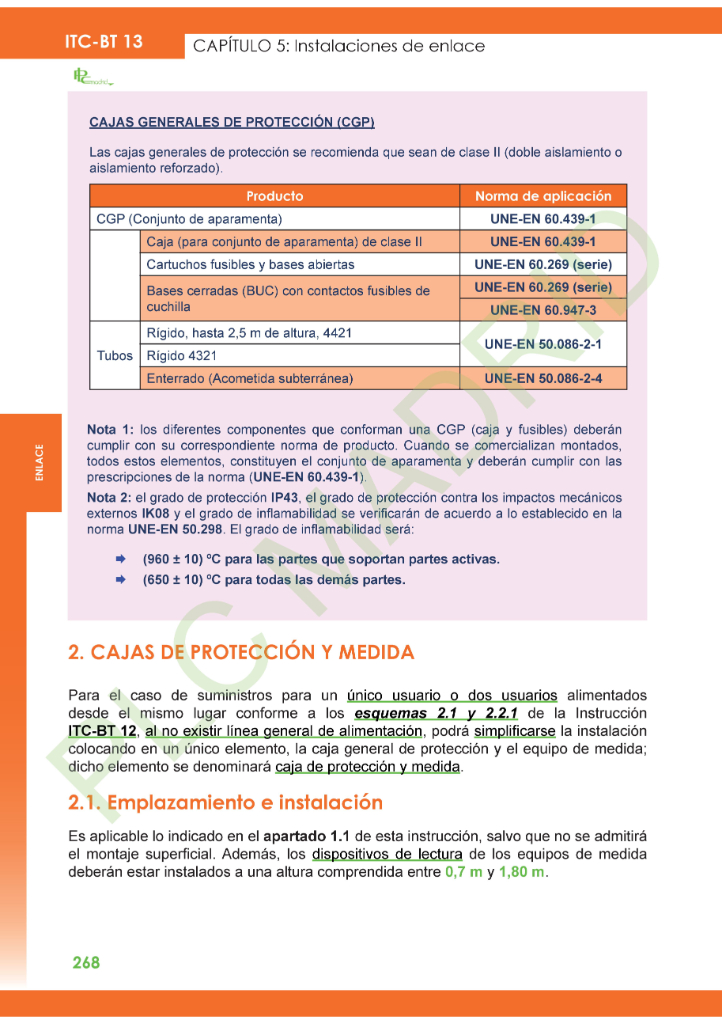 ITC-BT 13
CAPÍTULO 5: Instalaciones de enlace
PLCmadrid
CAJAS GENERALES DE PROTECCIÓN (CGP)
Las cajas generales de protección se recomienda que sean de clase II (doble aislamiento o
aislamiento reforzado).
Producto Norma de aplicación
CGP (Conjunto de aparamenta) UNE-EN 60.439-1
Caja (para conjunto de aparamenta) de clase II UNE-EN 60.439-1
Cartuchos fusibles y bases abiertas UNE-EN 60.269 (serie)
Bases cerradas (BUC) con contactos fusibles de
cuchilla
UNE-EN 60.269 (serie)
UNE-EN 60.947-3
Tubos
Rígido, hasta 2,5 m de altura, 4421
Rígido 4321
UNE-EN 50.086-2-1
Enterrado (Acometida subterránea) UNE-EN 50.086-2-4
Nota 1: los diferentes componentes que conforman una CGP (caja y fusibles) deberán
cumplir con su correspondiente norma de producto. Cuando se comercializan montados,
todos estos elementos, constituyen el conjunto de aparamenta y deberán cumplir con las
prescripciones de la norma (UNE-EN 60.439-1).
Nota 2: el grado de protección IP43, el grado de protección contra los impactos mecánicos
externos IK08 y el grado de inflamabilidad se verificarán de acuerdo a lo establecido en la
norma UNE-EN 50.298. El grado de inflamabilidad será:
➡ (960 ± 10) ºC para las partes que soportan partes activas.
➡ (650 ± 10) ºC para todas las demás partes.
ENLACE
PLC MADRID
2. CAJAS DE PROTECCIÓN Y MEDIDA
Para el caso de suministros para un único usuario o dos usuarios alimentados
desde el mismo lugar conforme a los esquemas 2.1 y 2.2.1 de la Instrucción
ITC-BT 12, al no existir línea general de alimentación, podrá simplificarse la instalación
colocando en un único elemento, la caja general de protección y el equipo de medida;
dicho elemento se denominará caja de protección y medida.
2.1. Emplazamiento e instalación
Es aplicable lo indicado en el apartado 1.1 de esta instrucción, salvo que no se admitirá
el montaje superficial. Además, los dispositivos de lectura de los equipos de medida
deberán estar instalados a una altura comprendida entre 0,7 m y 1,80 m.
268